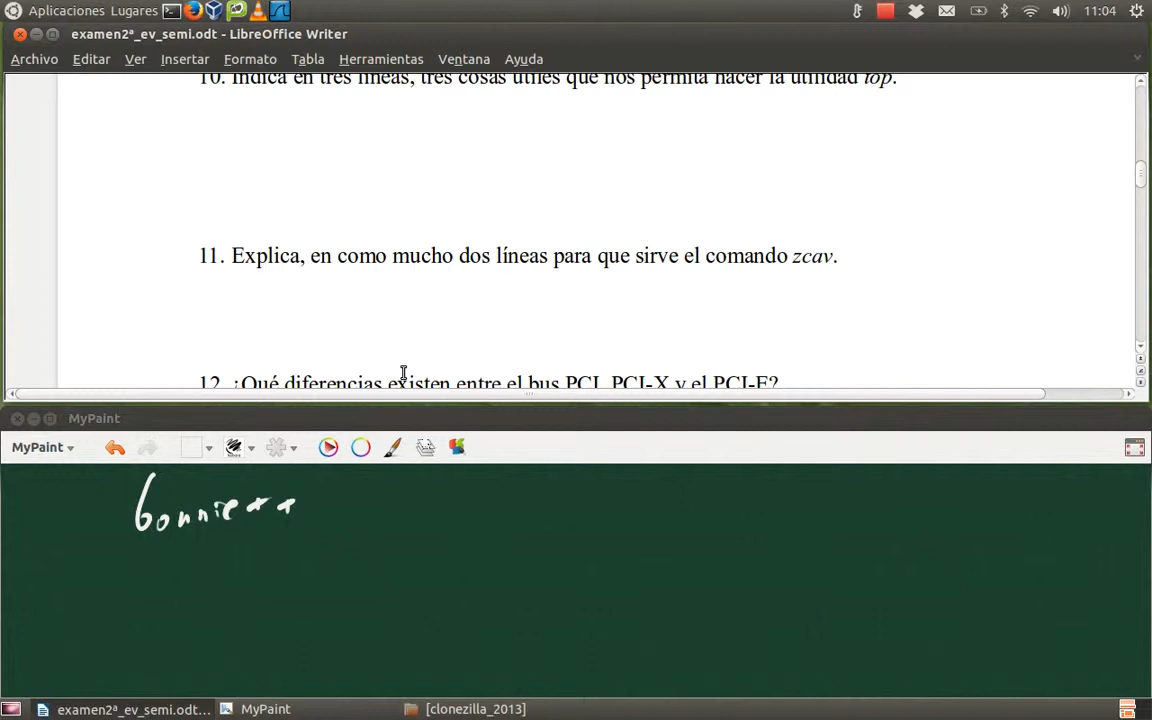 Aplicaciones Lugares 11:04
examen2ª_ev_semi.odt - LibreOffice Writer
Archivo Editar Ver Insertar Formato Tabla Herramientas Ventana Ayuda
10. Indica en tres líneas, tres cosas útiles que nos permita hacer la utilidad top.
11. Explica, en como mucho dos líneas para que sirve el comando zcav.
12. ¿Qué diferencias existen entre el bus PCI, PCI-X y el PCI-E?
MyPaint
MyPaint
bonnie++
examen2ª_ev_semi.odt... MyPaint [clonezilla_2013]